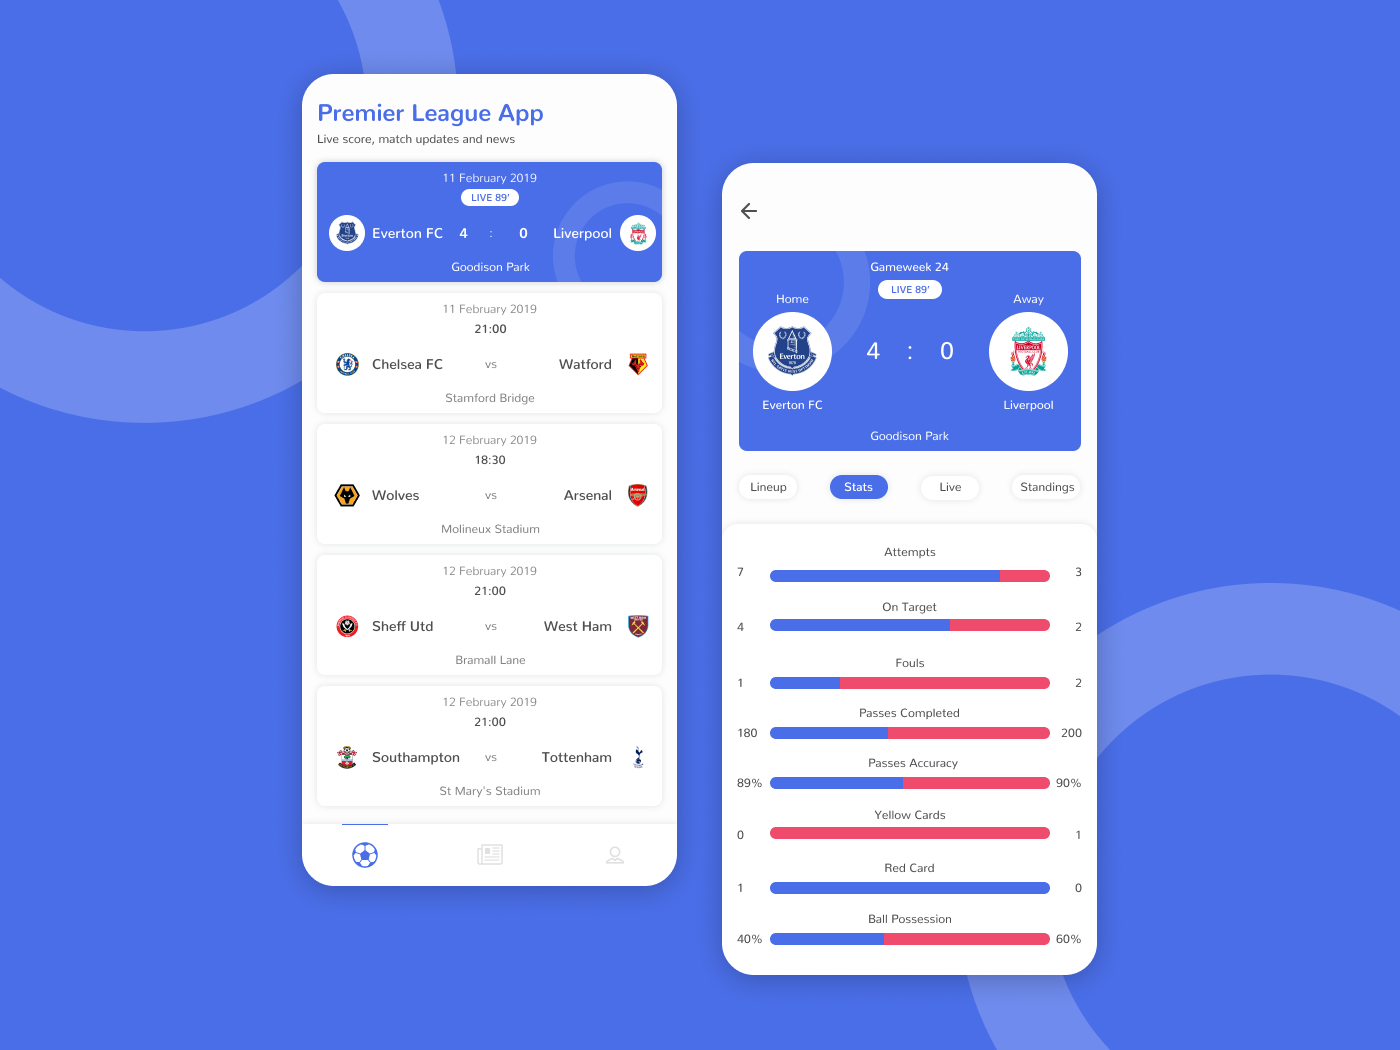 Premier League App
Live score, match updates and news
11 February 2019
LIVE 89'
Everton FC 4 : 0 Liverpool
Goodison Park
11 February 2019
21:00
Chelsea FC vs Watford
Stamford Bridge
12 February 2019
18:30
Wolves vs Arsenal
Molineux Stadium
12 February 2019
21:00
Sheff Utd vs West Ham
Bramall Lane
12 February 2019
21:00
Southampton vs Tottenham
St Mary's Stadium
Gameweek 24
LIVE 89'
Home Away
Everton
4 : 0
Everton FC Liverpool
Goodison Park
Lineup Stats Live Standings
Attempts
7 3
On Target
4 2
Fouls
1 2
Passes Completed
180 200
Passes Accuracy
89% 90%
Yellow Cards
0 1
Red Card
1 0
Ball Possession
40% 60%